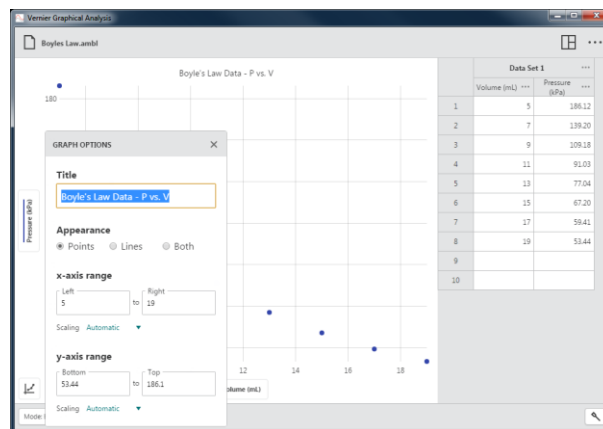 Vernier Graphical Analysis
Boyles Law.ambl
Boyle's Law Data - P vs. V
180
Pressure (kPa)
12 14 16 18
Volume (mL)
GRAPH OPTIONS
Title
Boyle's Law Data - P vs. V
Appearance
Points Lines Both
x-axis range
Left Right
5 to 19
Scaling Automatic
y-axis range
Bottom Top
53.44 to 186.1
Scaling Automatic
Mode:
Data Set 1
Volume (mL) Pressure (kPa)
1 5 186.12
2 7 139.20
3 9 109.18
4 11 91.03
5 13 77.04
6 15 67.20
7 17 59.41
8 19 53.44
9
10